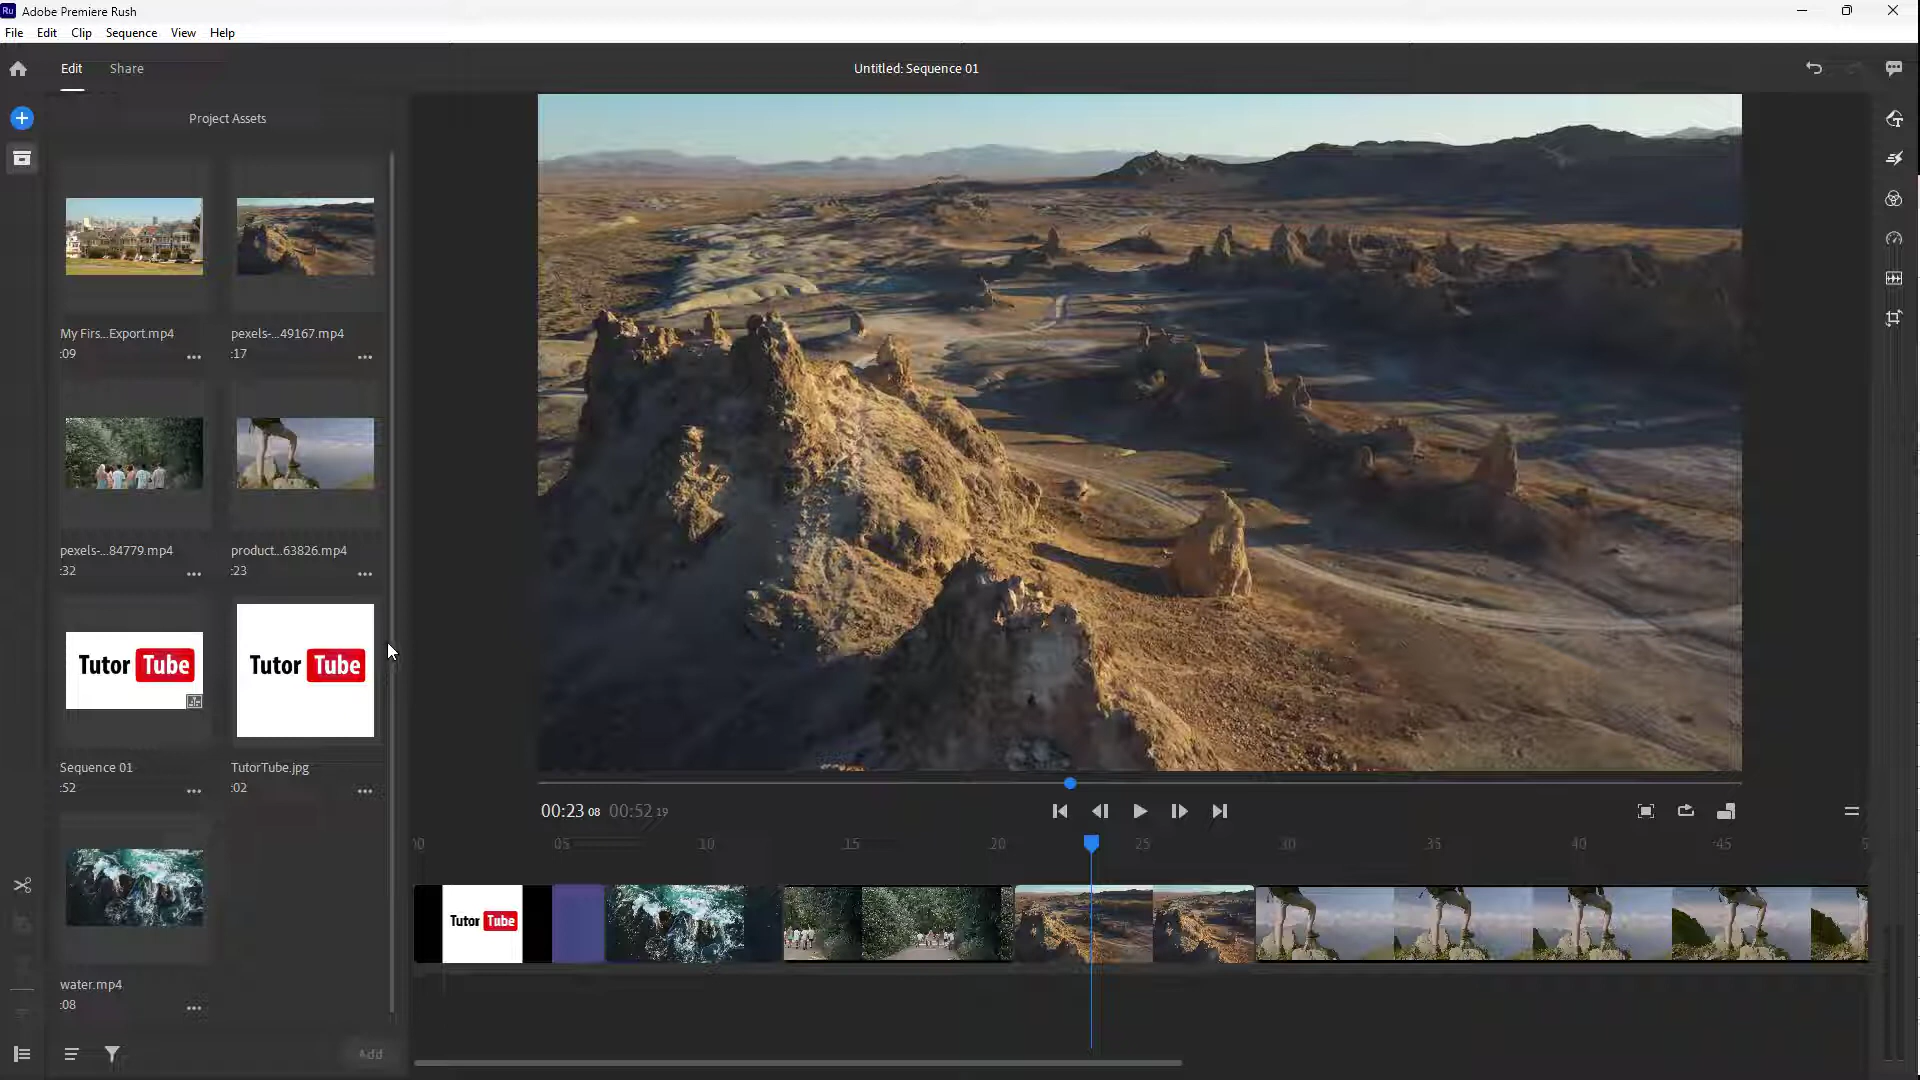 Ru Adobe Premiere Rush
File Edit Clip Sequence View Help
Edit Share
Untitled: Sequence 01
Project Assets
My Firs...Export.mp4
:09
pexels-...49167.mp4
:17
pexels-...84779.mp4
:32
product...63826.mp4
:23
Tutor Tube
Tutor Tube
Sequence 01
:52
TutorTube.jpg
:02
water.mp4
:08
Add
00:23 08 00:52 19
:00 :05 :10 :15 :20 :25 :30 :35 :40 :45
Tutor Tube